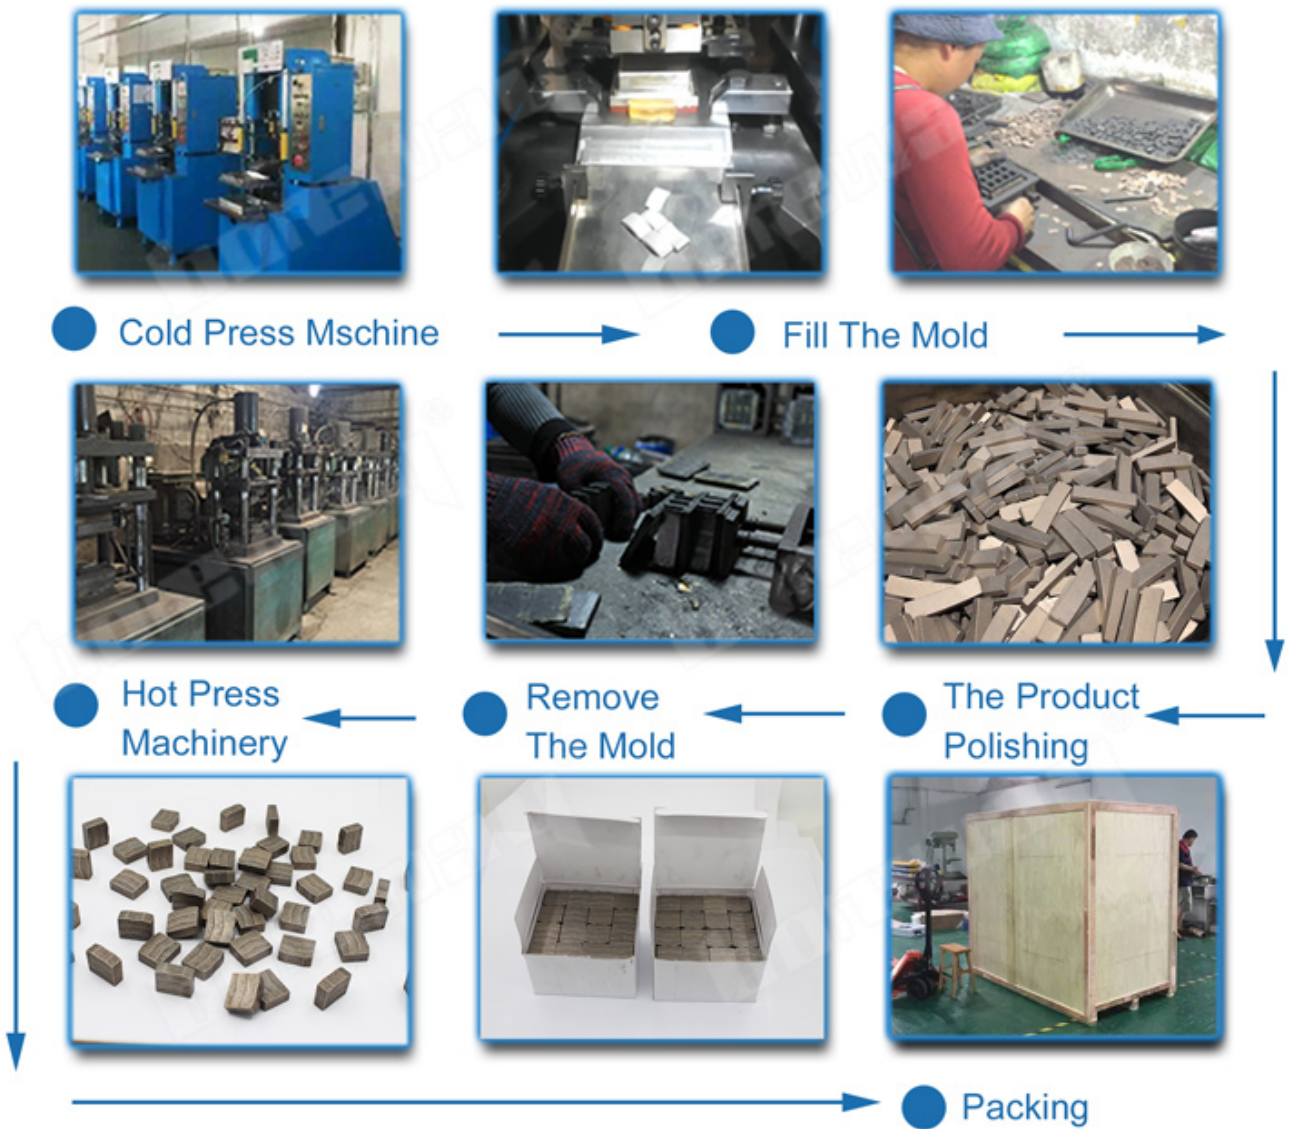 Cold Press Mschine
Fill The Mold
Hot Press
Machinery
Remove
The Mold
The Product
Polishing
Packing